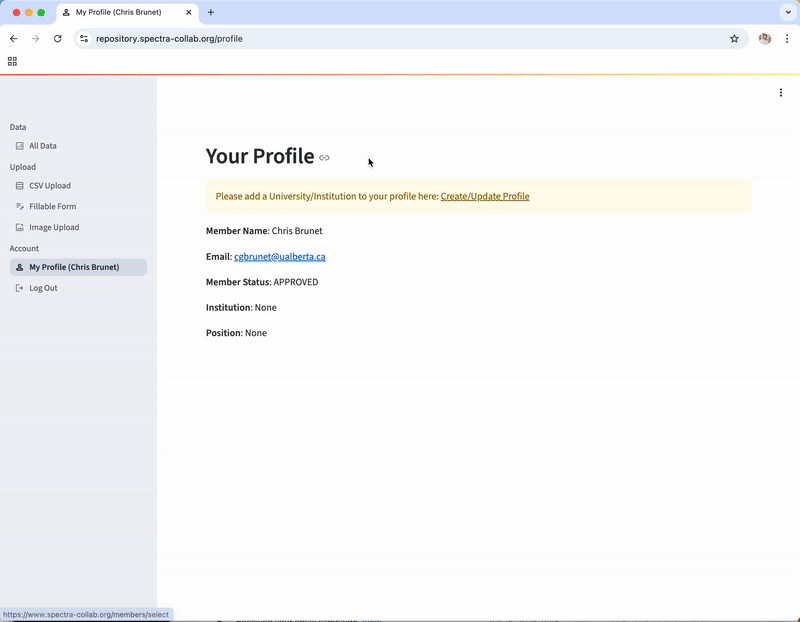 My Profile (Chris Brunet)
repository.spectra-collab.org/profile
Data
All Data
Upload
CSV Upload
Fillable Form
Image Upload
Account
My Profile (Chris Brunet)
Log Out
Your Profile
Please add a University/Institution to your profile here: Create/Update Profile
Member Name: Chris Brunet
Email: cgbrunet@ualberta.ca
Member Status: APPROVED
Institution: None
Position: None
https://www.spectra-collab.org/members/select